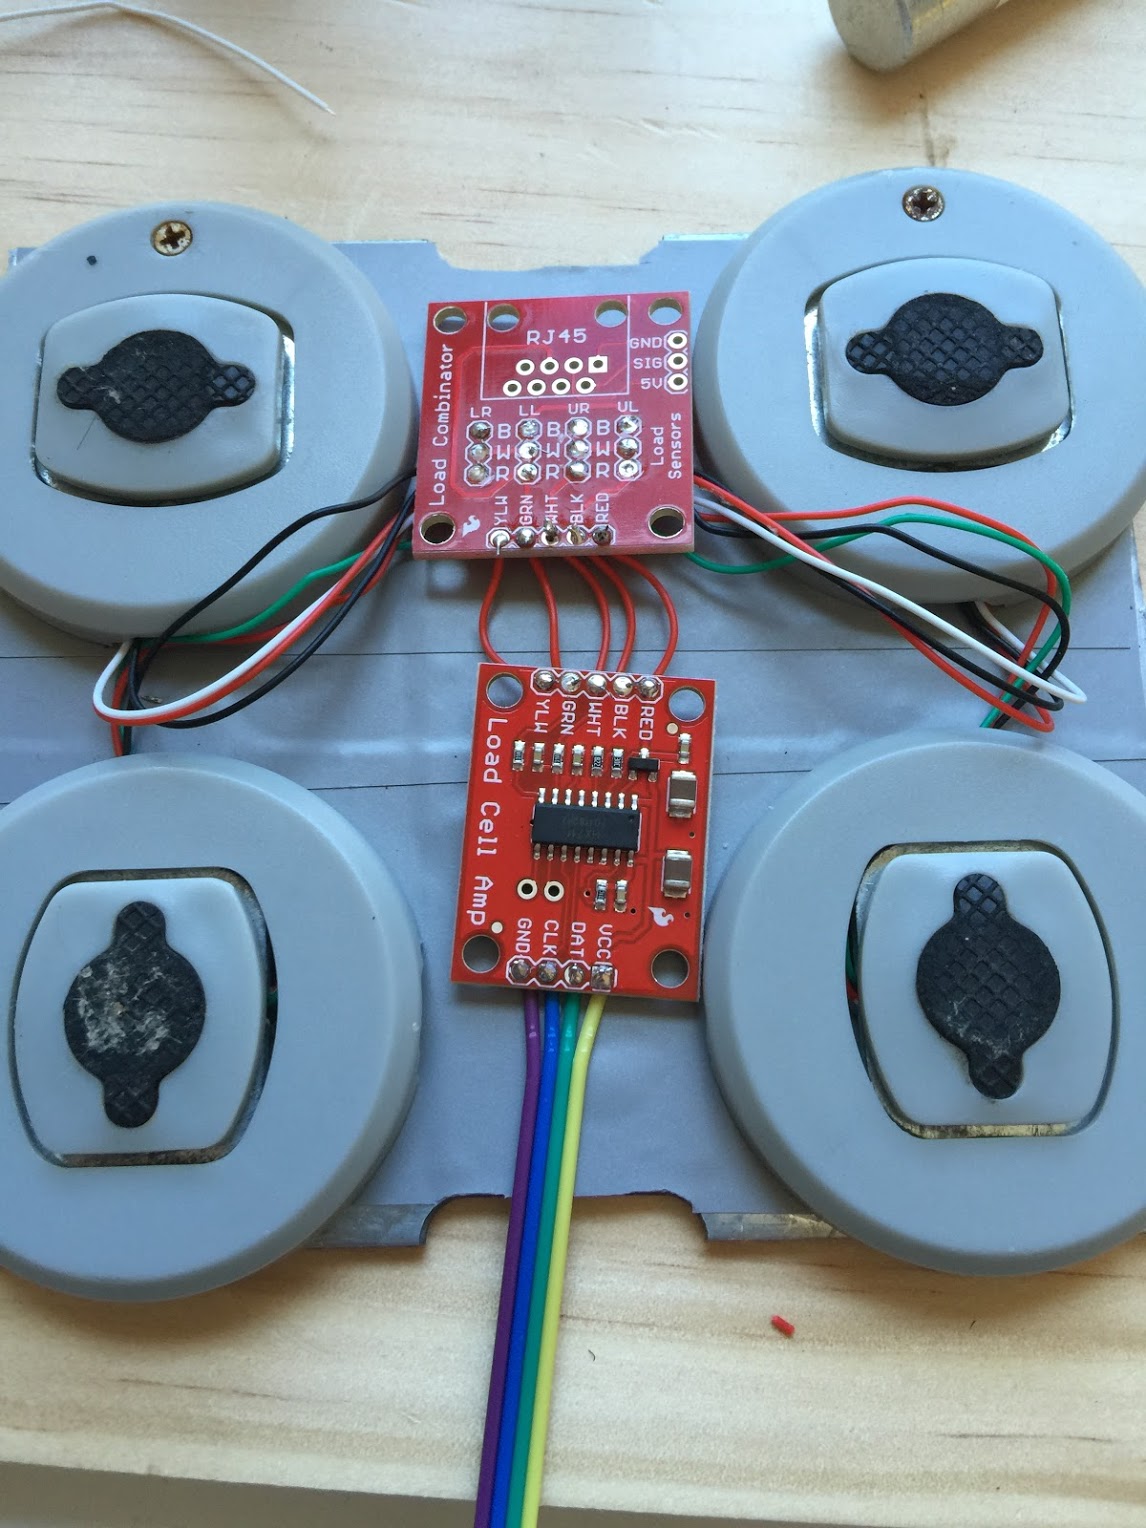 RJ45
GND
SIG
5V
Load Combinator
LR LL UR UL
B B B
W W W
R R R
Load
Sensors
YLW GRN WHT BLK RED
YLW GRN WHT BLK RED
Load Cell Amp
GND CLK DAT VCC